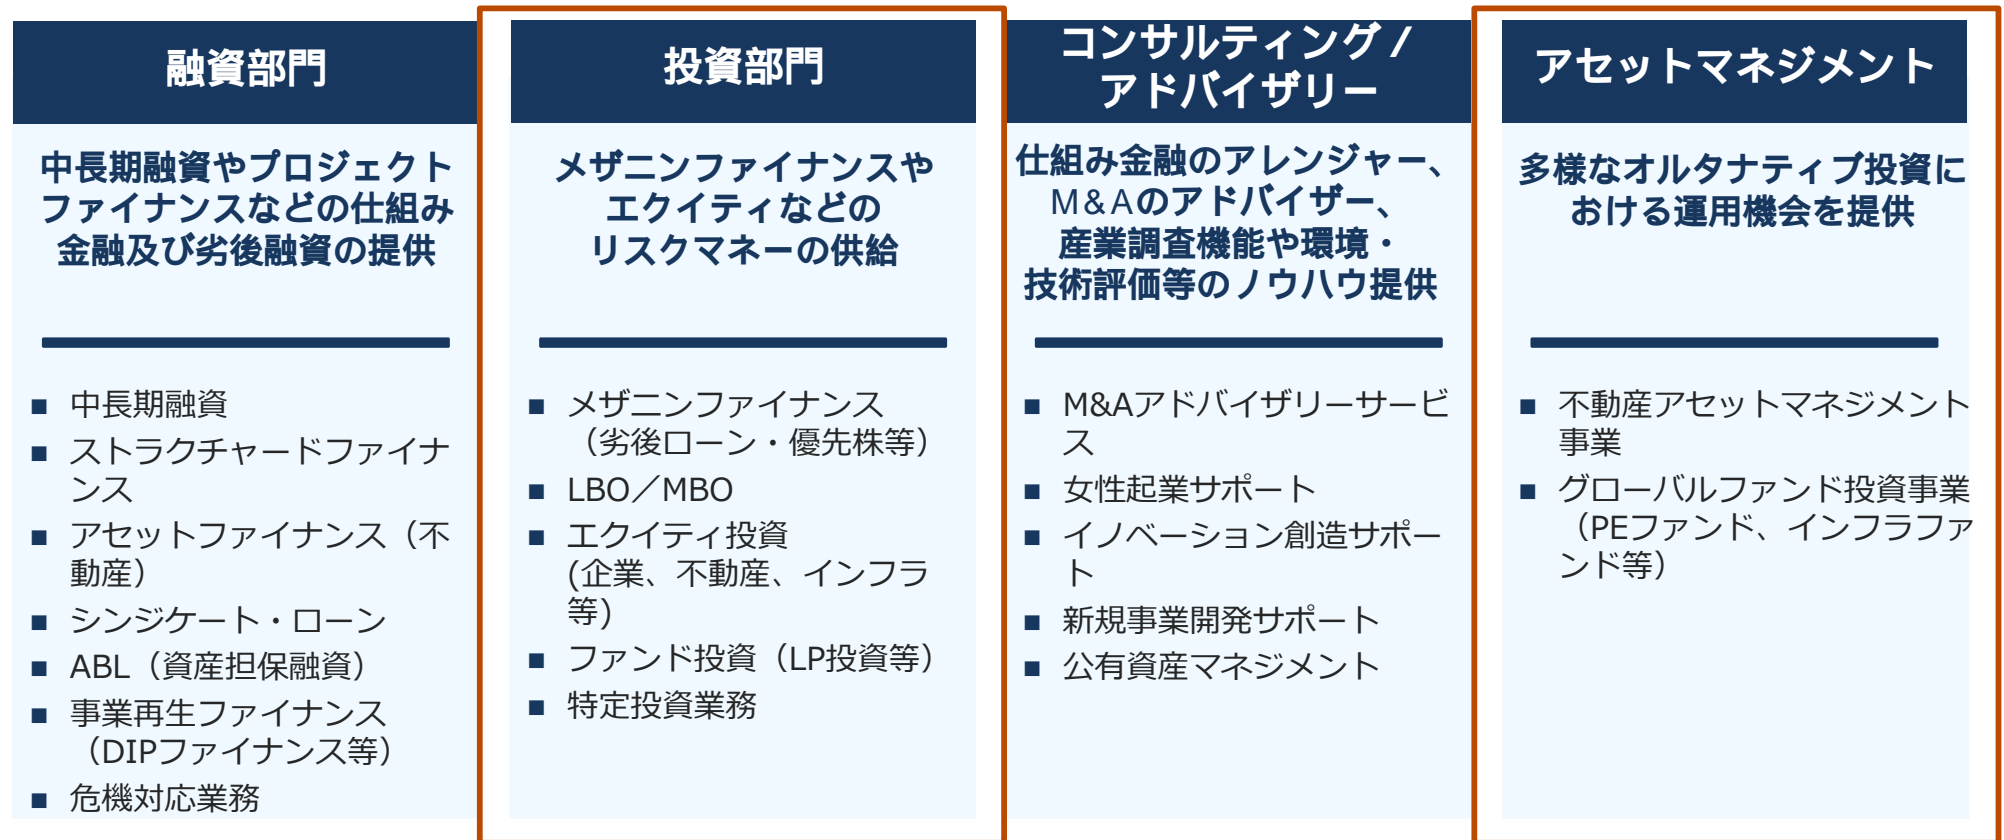 融資部門
中長期融資やプロジェクト
ファイナンスなどの仕組み
金融及び劣後融資の提供
■ 中長期融資
■ ストラクチャードファイナ
ンス
■ アセットファイナンス（不
動産）
■ シンジケート・ローン
■ ABL（資産担保融資）
■ 事業再生ファイナンス
（DIPファイナンス等）
■ 危機対応業務
投資部門
メザニンファイナンスや
エクイティなどの
リスクマネーの供給
■ メザニンファイナンス
（劣後ローン・優先株等）
■ LBO／MBO
■ エクイティ投資
(企業、不動産、インフラ
等)
■ ファンド投資（LP投資等）
■ 特定投資業務
コンサルティング /
アドバイザリー
仕組み金融のアレンジャー、
M＆Aのアドバイザー、
産業調査機能や環境・
技術評価等のノウハウ提供
■ M&Aアドバイザリーサービ
ス
■ 女性起業サポート
■ イノベーション創造サポー
ト
■ 新規事業開発サポート
■ 公有資産マネジメント
アセットマネジメント
多様なオルタナティブ投資に
おける運用機会を提供
■ 不動産アセットマネジメント
事業
■ グローバルファンド投資事業
（PEファンド、インフラファ
ンド等）